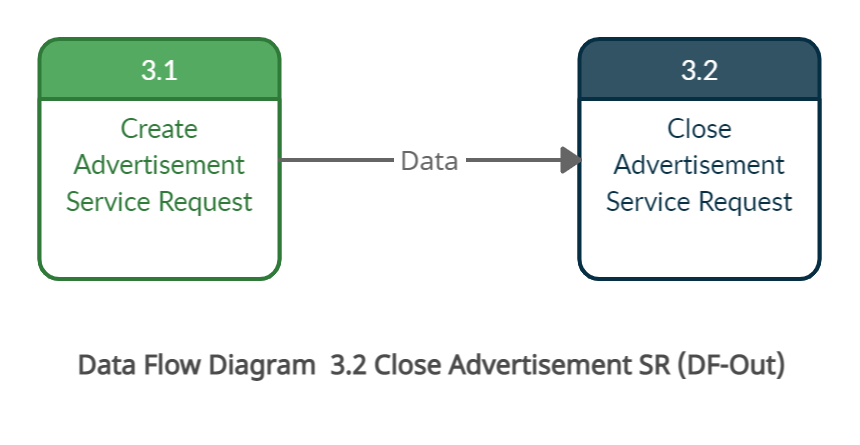 3.1
Create
Advertisement
Service Request
Data
3.2
Close
Advertisement
Service Request
Data Flow Diagram  3.2 Close Advertisement SR (DF-Out)